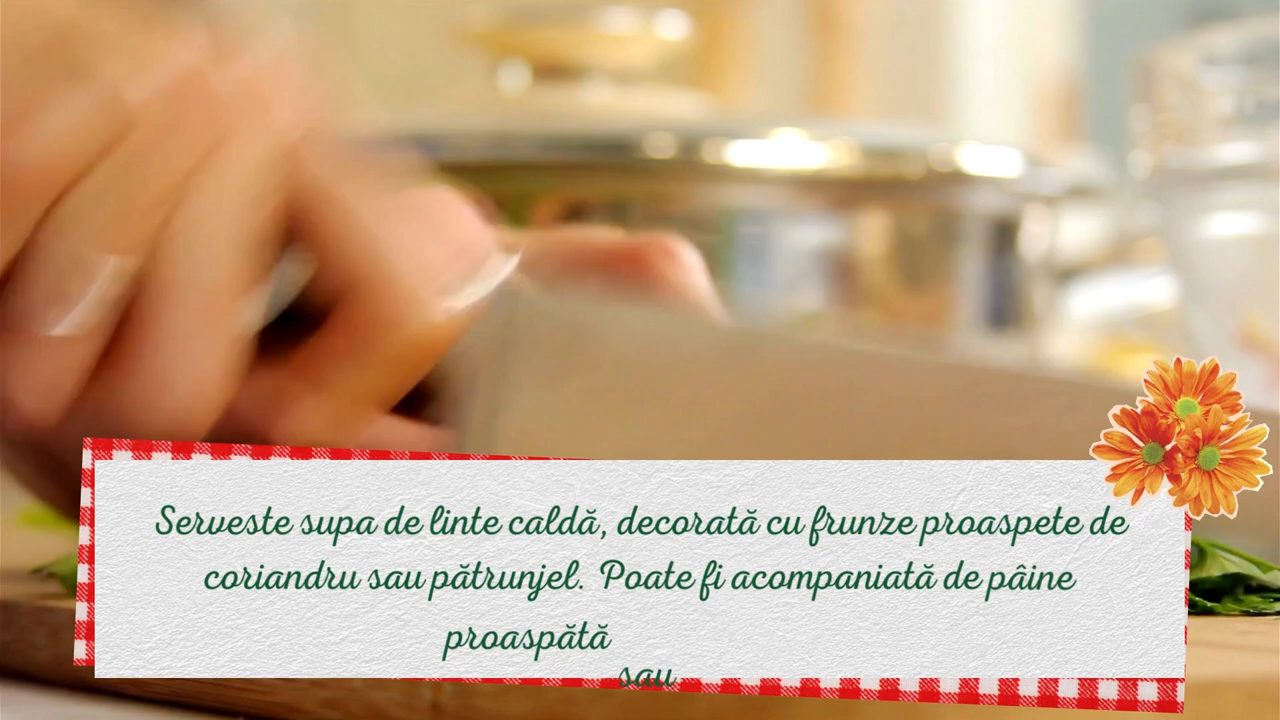 Serveste supa de linte caldă, decorată cu frunze proaspete de
coriandru sau pătrunjel. Poate fi acompaniată de pâine
proaspătă
sau